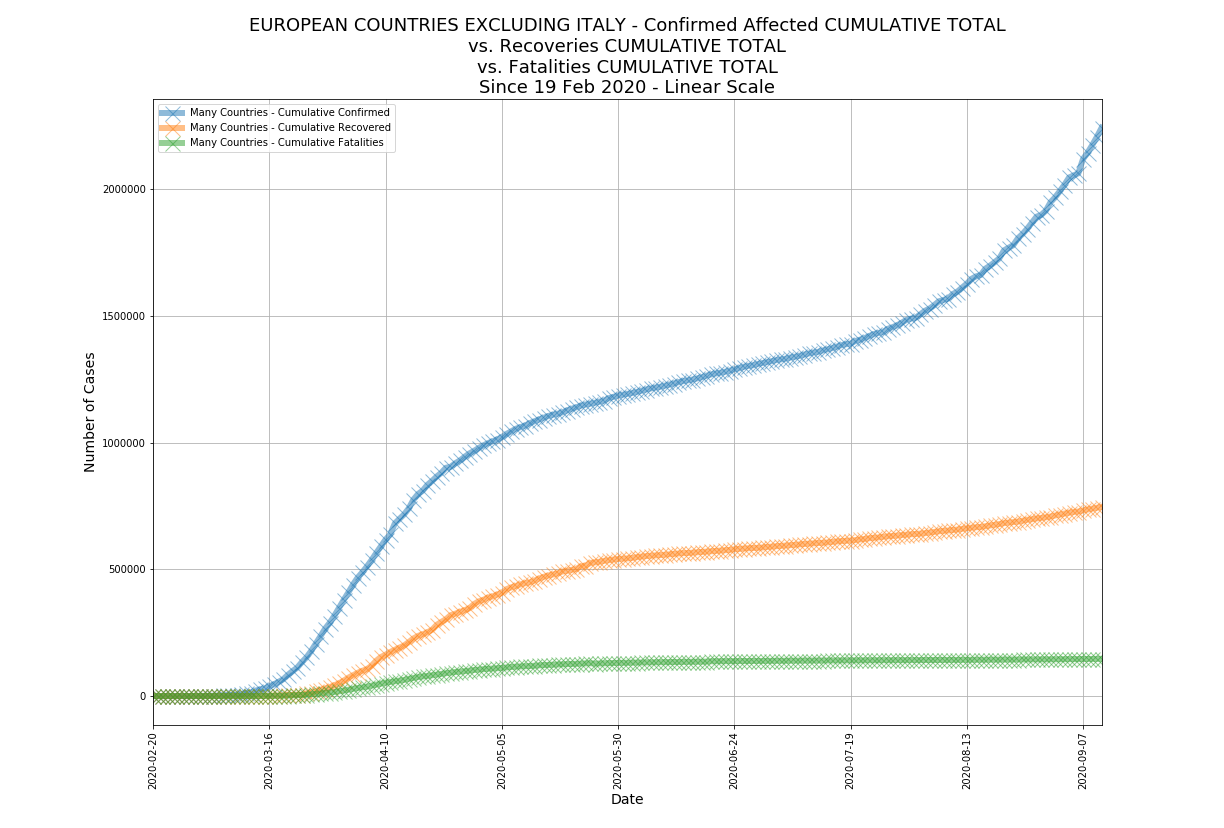 EUROPEAN COUNTRIES EXCLUDING ITALY - Confirmed Affected CUMULATIVE TOTAL
vs. Recoveries CUMULATIVE TOTAL
vs. Fatalities CUMULATIVE TOTAL
Since 19 Feb 2020 - Linear Scale
Many Countries - Cumulative Confirmed
Many Countries - Cumulative Recovered
Many Countries - Cumulative Fatalities
Number of Cases
2000000
1500000
1000000
500000
0
2020-02-20
2020-03-16
2020-04-10
2020-05-05
2020-05-30
2020-06-24
2020-07-19
2020-08-13
2020-09-07
Date